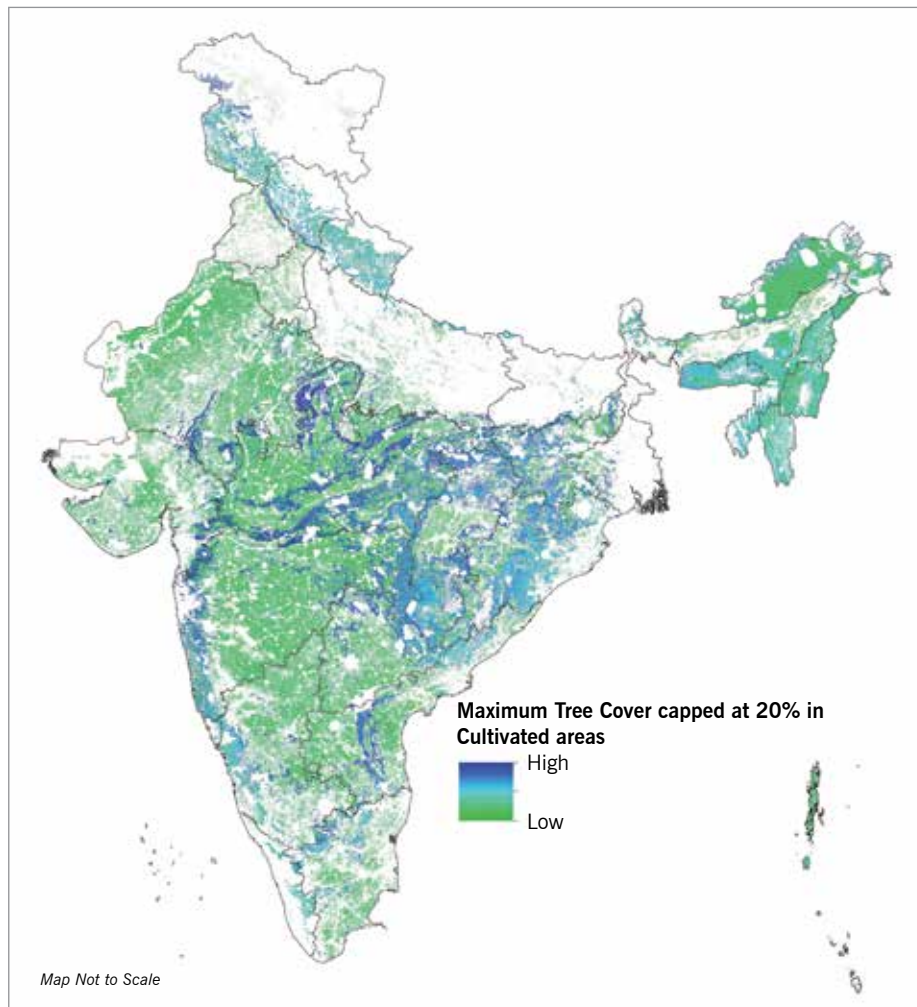 Maximum Tree Cover capped at 20% in
Cultivated areas
High
Low
Map Not to Scale